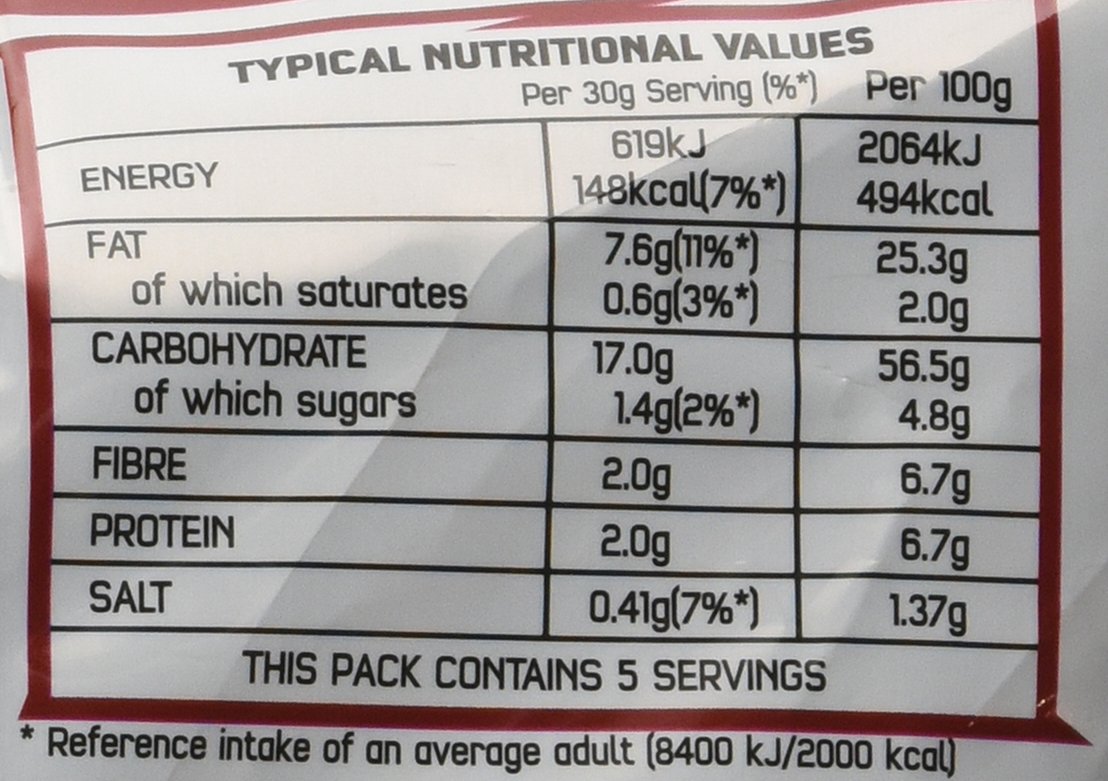 TYPICAL NUTRITIONAL VALUES
Per 30g Serving (%*) Per 100g
ENERGY 619kJ 2064kJ
148kcal(7%*) 494kcal
FAT 7.6g(11%*) 25.3g
of which saturates 0.6g(3%*) 2.0g
CARBOHYDRATE 17.0g 56.5g
of which sugars 1.4g(2%*) 4.8g
FIBRE 2.0g 6.7g
PROTEIN 2.0g 6.7g
SALT 0.41g(7%*) 1.37g
THIS PACK CONTAINS 5 SERVINGS
* Reference intake of an average adult (8400 kJ/2000 kcal)